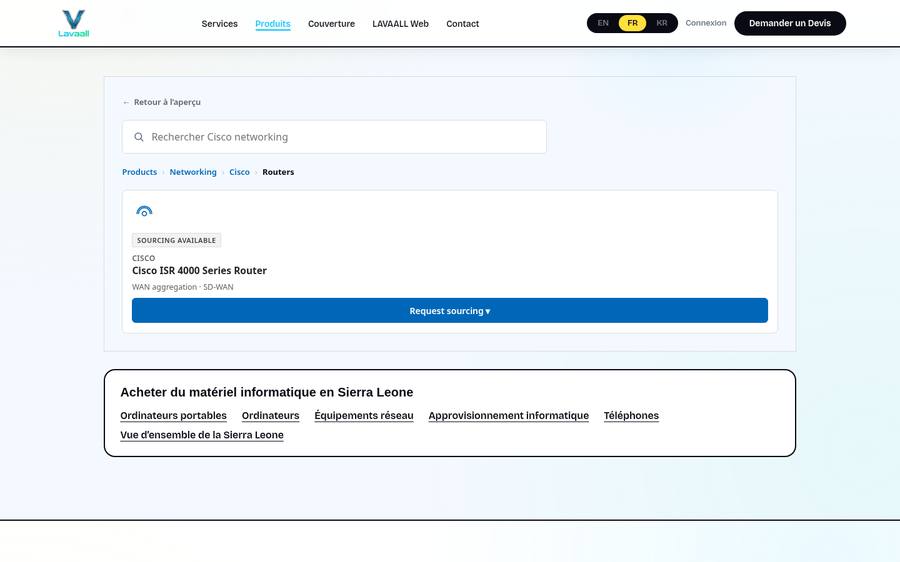 Lavaall
Services
Produits
Couverture
LAVAALL Web
Contact
EN
FR
KR
Connexion
Demander un Devis
← Retour à l'aperçu
Rechercher Cisco networking
Products › Networking › Cisco › Routers
SOURCING AVAILABLE
CISCO
Cisco ISR 4000 Series Router
WAN aggregation · SD-WAN
Request sourcing ▾
Acheter du matériel informatique en Sierra Leone
Ordinateurs portables Ordinateurs Équipements réseau Approvisionnement informatique Téléphones
Vue d'ensemble de la Sierra Leone